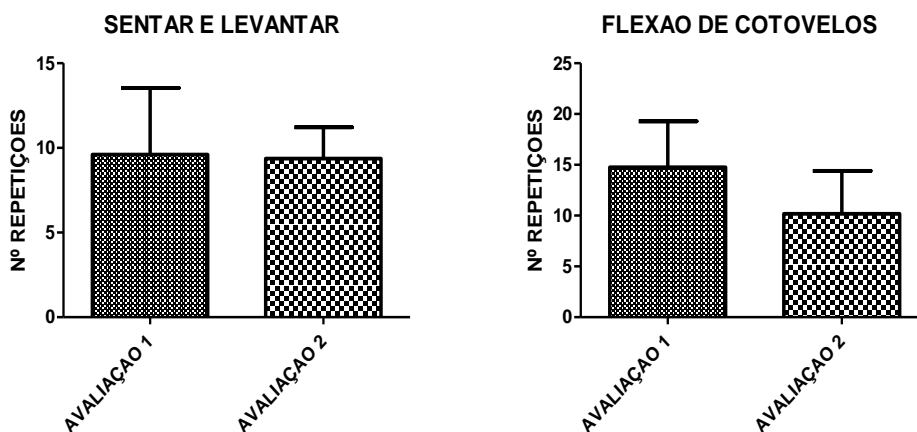 SENTAR E LEVANTAR
Nº REPETIÇOES
15
10
5
0
AVALIAÇAO 1
AVALIAÇAO 2
FLEXAO DE COTOVELOS
Nº REPETIÇOES
25
20
15
10
5
0
AVALIAÇAO 1
AVALIAÇAO 2